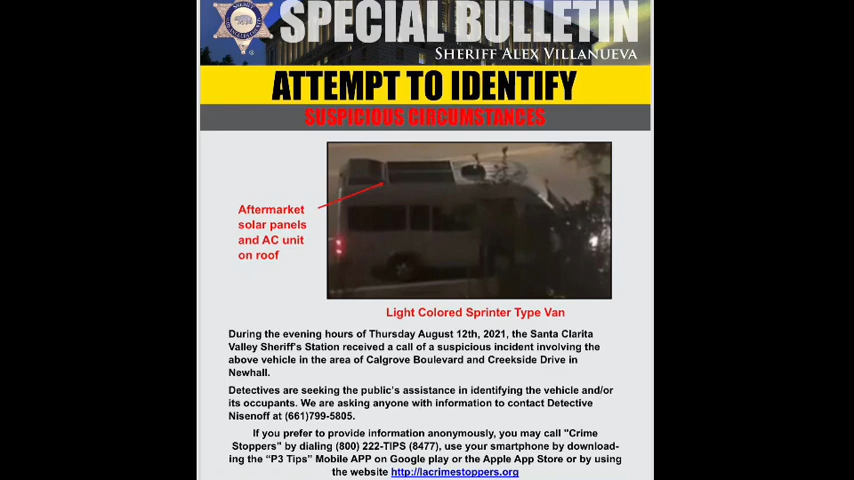 SPECIAL BULLETIN
SHERIFF ALEX VILLANUEVA
ATTEMPT TO IDENTIFY
SUSPICIOUS CIRCUMSTANCES
Aftermarket
solar panels
and AC unit
on roof
Light Colored Sprinter Type Van
During the evening hours of Thursday August 12th, 2021, the Santa Clarita
Valley Sheriff's Station received a call of a suspicious incident involving the
above vehicle in the area of Calgrove Boulevard and Creekside Drive in
Newhall.
Detectives are seeking the public's assistance in identifying the vehicle and/or
its occupants. We are asking anyone with information to contact Detective
Nisenoff at (661)799-5805.
If you prefer to provide information anonymously, you may call "Crime
Stoppers" by dialing (800) 222-TIPS (8477), use your smartphone by download-
ing the “P3 Tips” Mobile APP on Google play or the Apple App Store or by using
the website http://lacrimestoppers.org